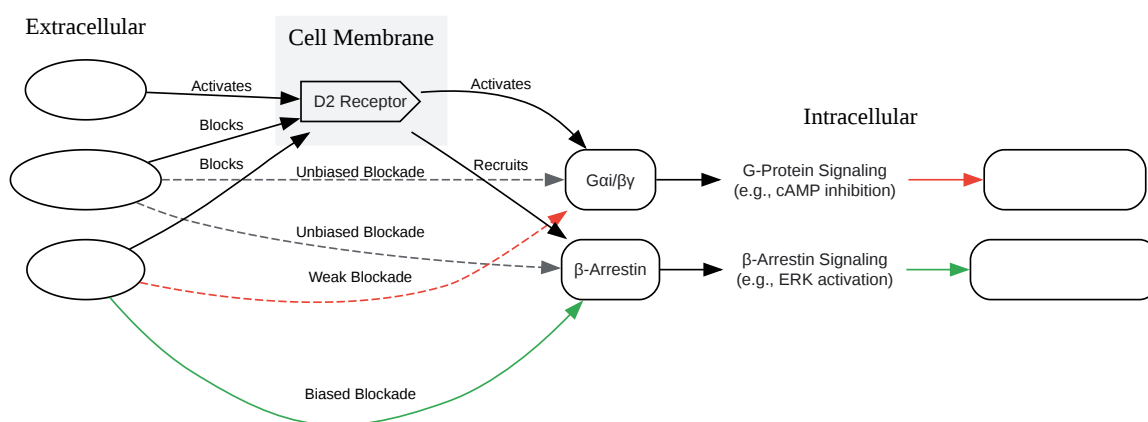 Extracellular
Cell Membrane
Activates
D2 Receptor
Activates
Blocks
Intracellular
Blocks
Unbiased Blockade
Recruits
Gαi/βγ
G-Protein Signaling
(e.g., cAMP inhibition)
Unbiased Blockade
Weak Blockade
β-Arrestin
β-Arrestin Signaling
(e.g., ERK activation)
Biased Blockade